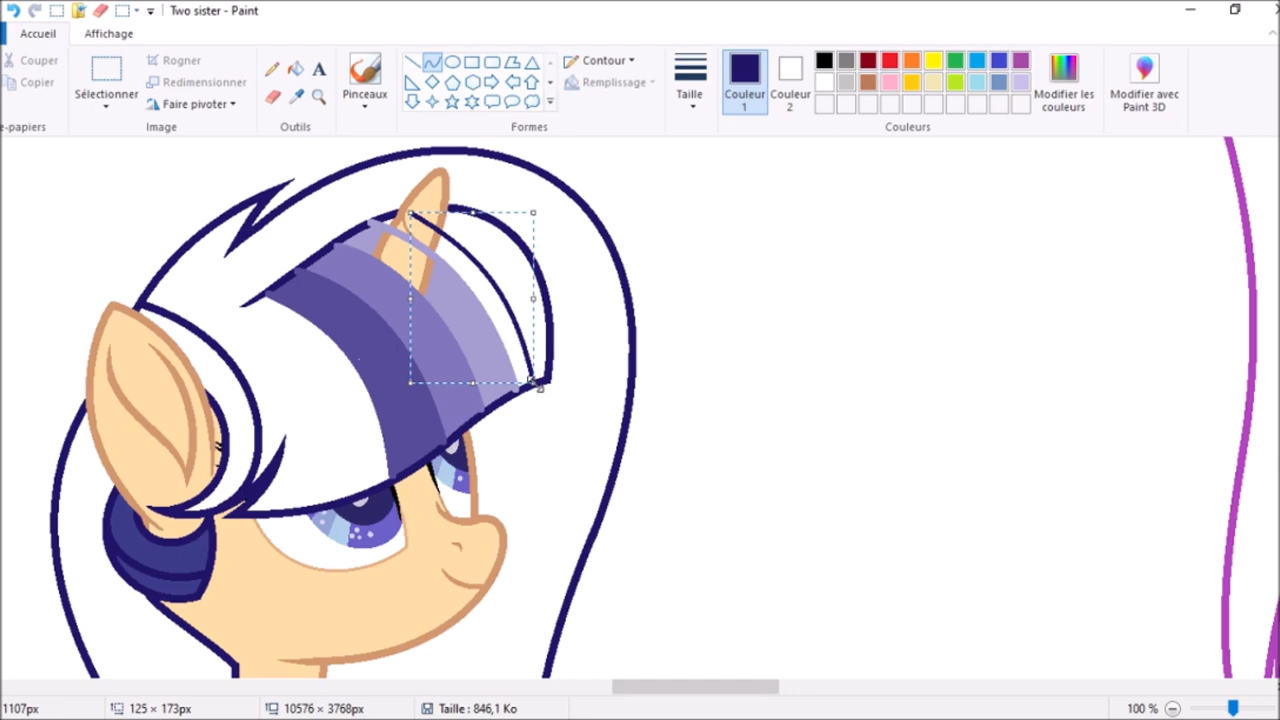 Two sister - Paint
Accueil
Affichage
Couper
Copier
e-papiers
Sélectionner
Rogner
Redimensionner
Faire pivoter
Image
A
Outils
Pinceaux
Contour
Remplissage
Formes
Taille
Couleur
1
Couleur
2
Couleurs
Modifier les
couleurs
Modifier avec
Paint 3D
1107px
125 × 173px
10576 × 3768px
Taille : 846,1 Ko
100 %